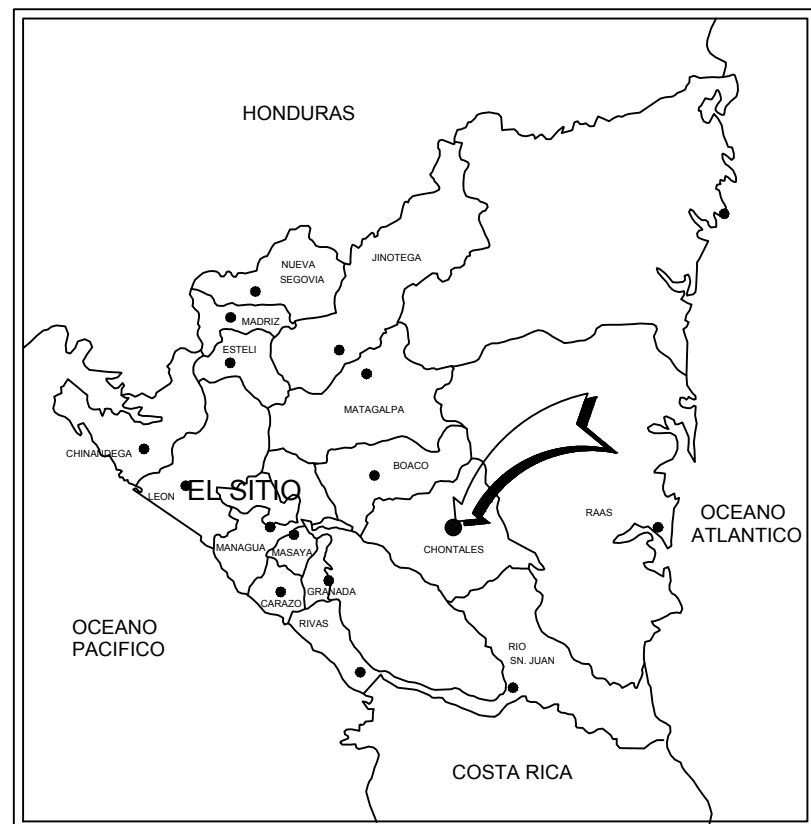 HONDURAS
NUEVA
SEGOVIA
JINOTEGA
MADRIZ
ESTELI
MATAGALPA
CHINANDEGA
BOACO
LEON
EL SITIO
RAAS
OCEANO
ATLANTICO
MANAGUA
MASAYA
CHONTALES
GRANADA
CARAZO
RIVAS
OCEANO
PACIFICO
RIO
SN. JUAN
COSTA RICA